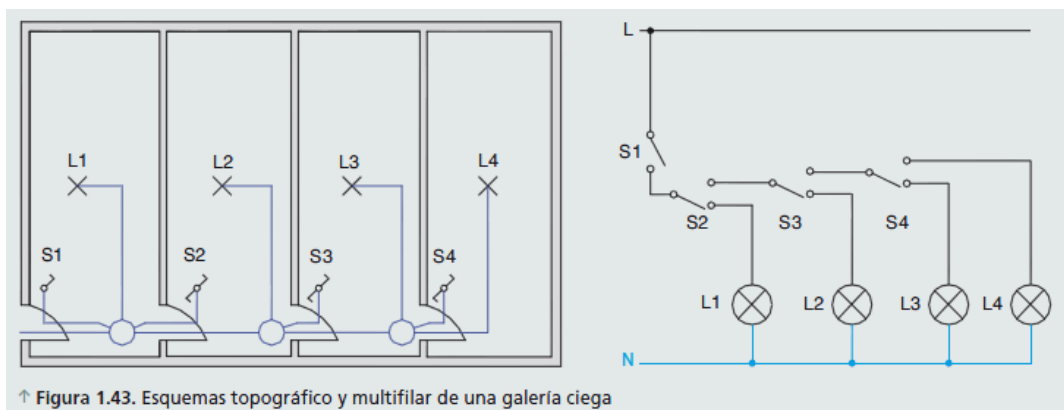 L1
L2
L3
L4
S1
S2
S3
S4
L
S1
S2
S3
S4
L1
L2
L3
L4
N
↑ Figura 1.43. Esquemas topográfico y multifilar de una galería ciega